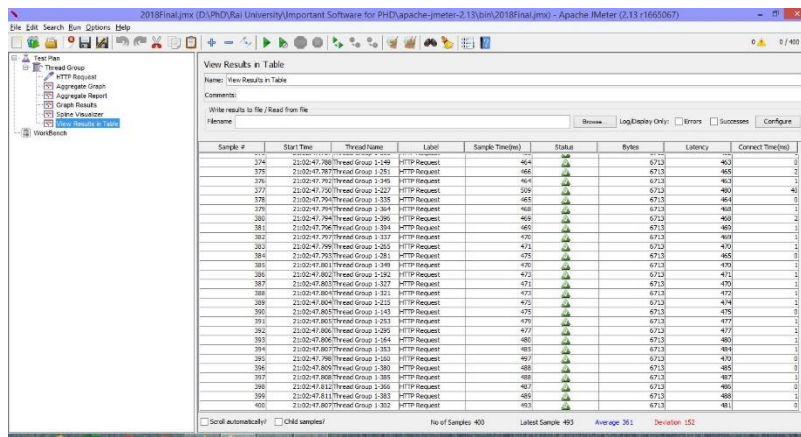 2018Final.jmx (D:\PhD\Rai University\Important Software for PHD\apache-jmeter-2.13\bin\2018Final.jmx) - Apache JMeter (2.13 r1665067)
File Edit Search Run Options Help
0 0 / 400
Test Plan
Thread Group
HTTP Request
Aggregate Graph
Aggregate Report
Graph Results
Spline Visualizer
View Results in Table
WorkBench
View Results in Table
Name: View Results in Table
Comments:
Write results to file / Read from file
Filename Browse... Log/Display Only: Errors Successes Configure
Sample # Start Time Thread Name Label Sample Time(ms) Status Bytes Latency Connect Time(ms)
374 21:02:47.788 Thread Group 1-149 HTTP Request 464 6713 463 0
375 21:02:47.787 Thread Group 1-251 HTTP Request 466 6713 465 2
376 21:02:47.792 Thread Group 1-345 HTTP Request 464 6713 463 1
377 21:02:47.750 Thread Group 1-227 HTTP Request 509 6713 480
378 21:02:47.794 Thread Group 1-335 HTTP Request 465 6713 464 0
379 21:02:47.794 Thread Group 1-364 HTTP Request 468 6713 468 1
380 21:02:47.794 Thread Group 1-396 HTTP Request 469 6713 468 2
381 21:02:47.796 Thread Group 1-394 HTTP Request 469 6713 469 1
382 21:02:47.797 Thread Group 1-337 HTTP Request 470 6713 469 1
383 21:02:47.799 Thread Group 1-265 HTTP Request 471 6713 470 1
384 21:02:47.793 Thread Group 1-281 HTTP Request 475 6713 465 0
385 21:02:47.801 Thread Group 1-349 HTTP Request 470 6713 470 1
386 21:02:47.802 Thread Group 1-192 HTTP Request 473 6713 471 1
387 21:02:47.803 Thread Group 1-327 HTTP Request 471 6713 470 1
388 21:02:47.804 Thread Group 1-321 HTTP Request 473 6713 472 1
389 21:02:47.804 Thread Group 1-215 HTTP Request 475 6713 474 1
390 21:02:47.805 Thread Group 1-143 HTTP Request 475 6713 475 0
391 21:02:47.805 Thread Group 1-253 HTTP Request 479 6713 477 1
392 21:02:47.806 Thread Group 1-295 HTTP Request 477 6713 477 1
393 21:02:47.806 Thread Group 1-164 HTTP Request 480 6713 480 0
394 21:02:47.807 Thread Group 1-353 HTTP Request 485 6713 484 1
395 21:02:47.798 Thread Group 1-160 HTTP Request 497 6713 470 0
396 21:02:47.809 Thread Group 1-380 HTTP Request 488 6713 485 0
397 21:02:47.808 Thread Group 1-385 HTTP Request 488 6713 487 1
398 21:02:47.812 Thread Group 1-366 HTTP Request 487 6713 486 0
399 21:02:47.811 Thread Group 1-383 HTTP Request 489 6713 488 1
400 21:02:47.807 Thread Group 1-302 HTTP Request 493 6713 481 0
Scroll automatically? Child samples? No of Samples 400 Latest Sample 493 Average 361 Deviation 152